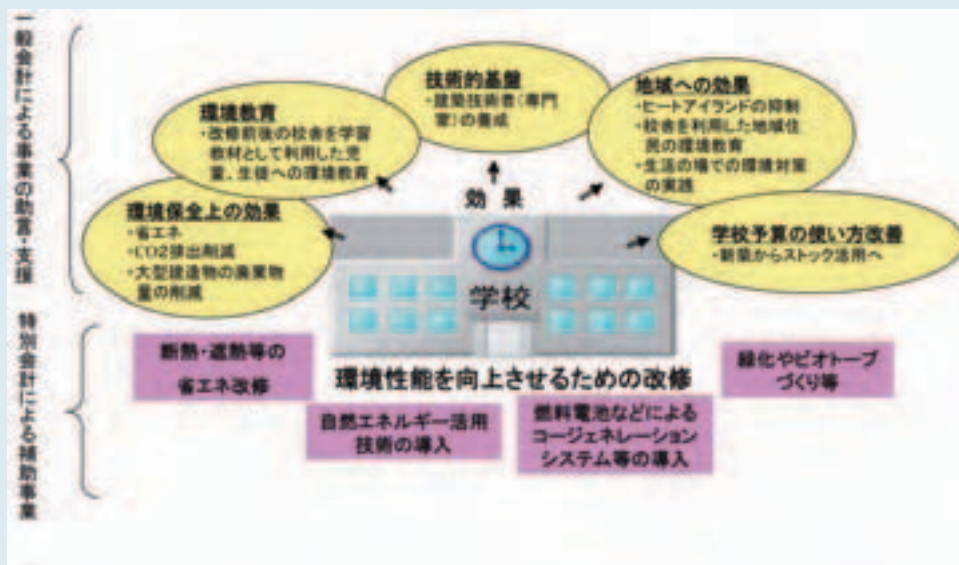 一般会計による事業の助言・支援
技術的基盤
・建築技術者(専門
家)の養成
地域への効果
・ヒートアイランドの抑制
・校舎を利用した地域住
民の環境教育
・生活の場での環境対策
の実践
環境教育
・改修前後の校舎を学習
教材として利用した児
童、生徒への環境教育
効 果
環境保全上の効果
・省エネ
・CO2排出削減
・大型建造物の廃棄物
量の削減
学校予算の使い方改善
・新築からストック活用へ
学校
特別会計による補助事業
断熱・遮熱等の
省エネ改修
環境性能を向上させるための改修
緑化やビオトープ
づくり等
自然エネルギー活用
技術の導入
燃料電池などによる
コージェネレーション
システム等の導入